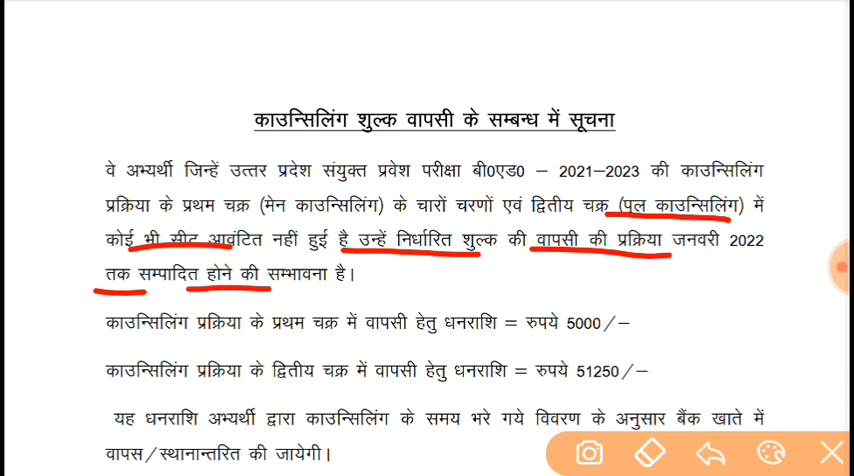 काउन्सिलिंग शुल्क वापसी के सम्बन्ध में सूचना
वे अभ्यर्थी जिन्हें उत्तर प्रदेश संयुक्त प्रवेश परीक्षा बी0एड0 – 2021–2023 की काउन्सिलिंग
प्रक्रिया के प्रथम चक्र (मेन काउन्सिलिंग) के चारों चरणों एवं द्वितीय चक्र (पूल काउन्सिलिंग) में
कोई भी सीट आवंटित नहीं हुई है उन्हें निर्धारित शुल्क की वापसी की प्रक्रिया जनवरी 2022
तक सम्पादित होने की सम्भावना है।
काउन्सिलिंग प्रक्रिया के प्रथम चक्र में वापसी हेतु धनराशि = रुपये 5000/–
काउन्सिलिंग प्रक्रिया के द्वितीय चक्र में वापसी हेतु धनराशि = रुपये 51250/–
यह धनराशि अभ्यर्थी द्वारा काउन्सिलिंग के समय भरे गये विवरण के अनुसार बैंक खाते में
वापस/स्थानान्तरित की जायेगी।